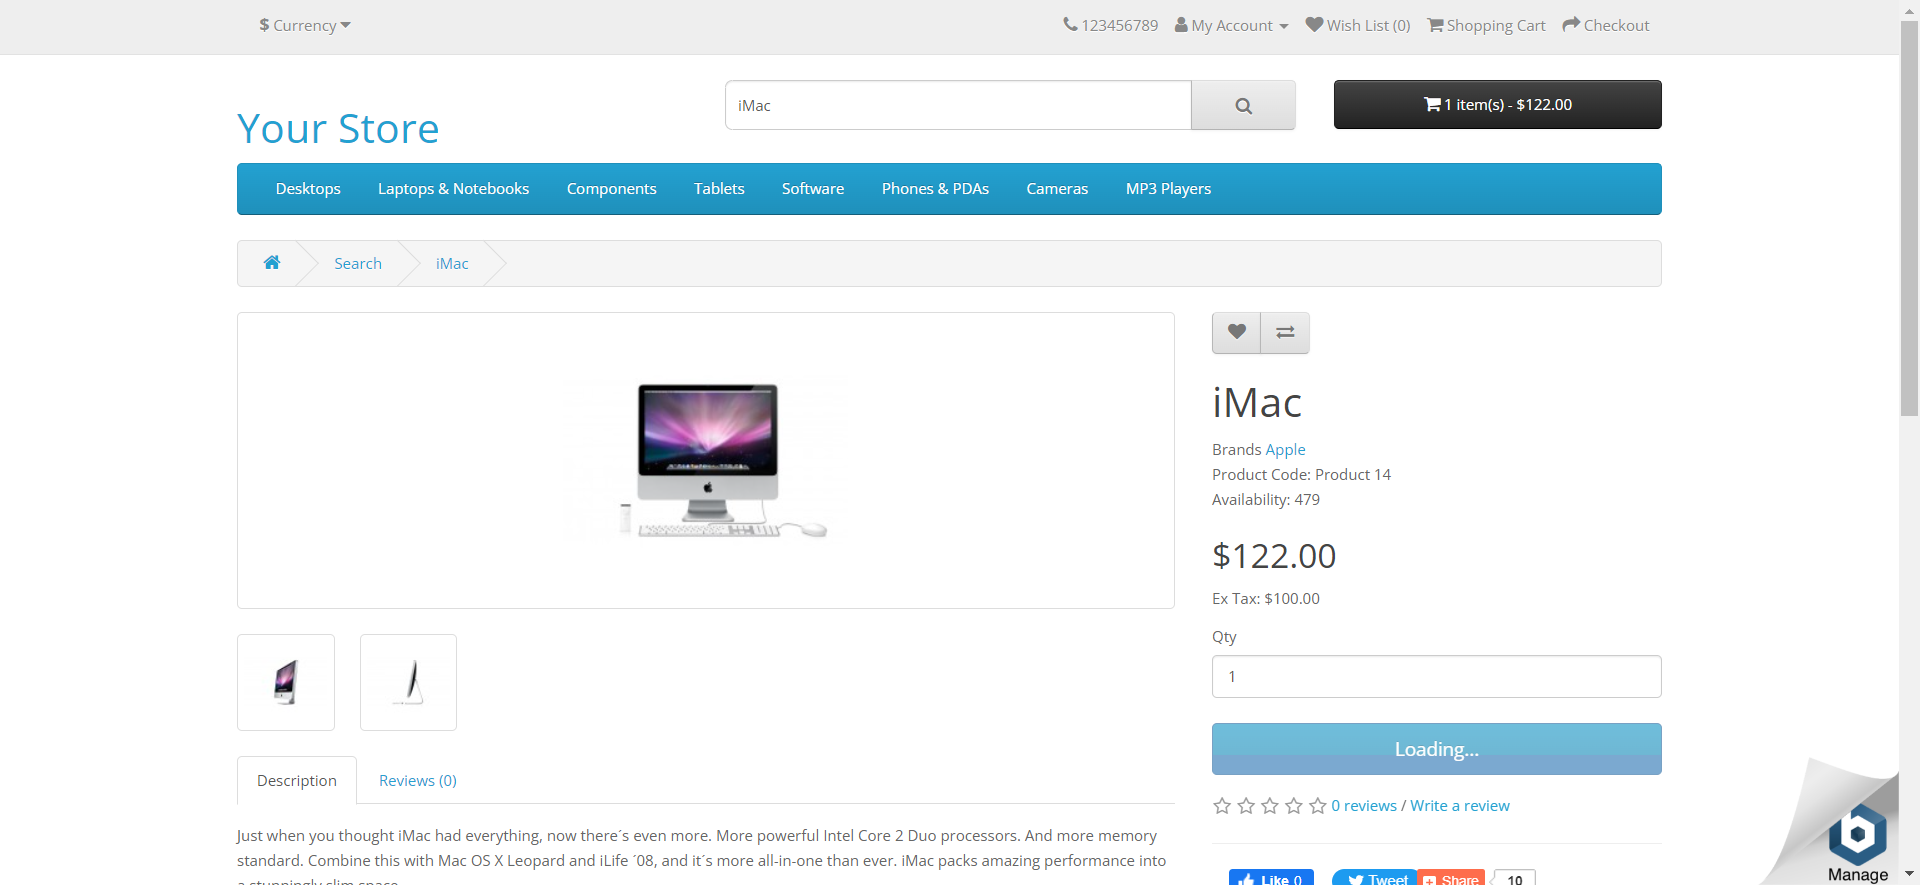 $ Currency
123456789 My Account Wish List (0) Shopping Cart Checkout
Your Store
iMac
1 item(s) - $122.00
Desktops Laptops & Notebooks Components Tablets Software Phones & PDAs Cameras MP3 Players
Search iMac
iMac
Brands Apple
Product Code: Product 14
Availability: 479
$122.00
Ex Tax: $100.00
Qty
1
Loading...
0 reviews / Write a review
Like 0 Tweet Share 10
Description Reviews (0)
Just when you thought iMac had everything, now there´s even more. More powerful Intel Core 2 Duo processors. And more memory
standard. Combine this with Mac OS X Leopard and iLife ´08, and it´s more all-in-one than ever. iMac packs amazing performance into
a stunningly slim space.
Manage